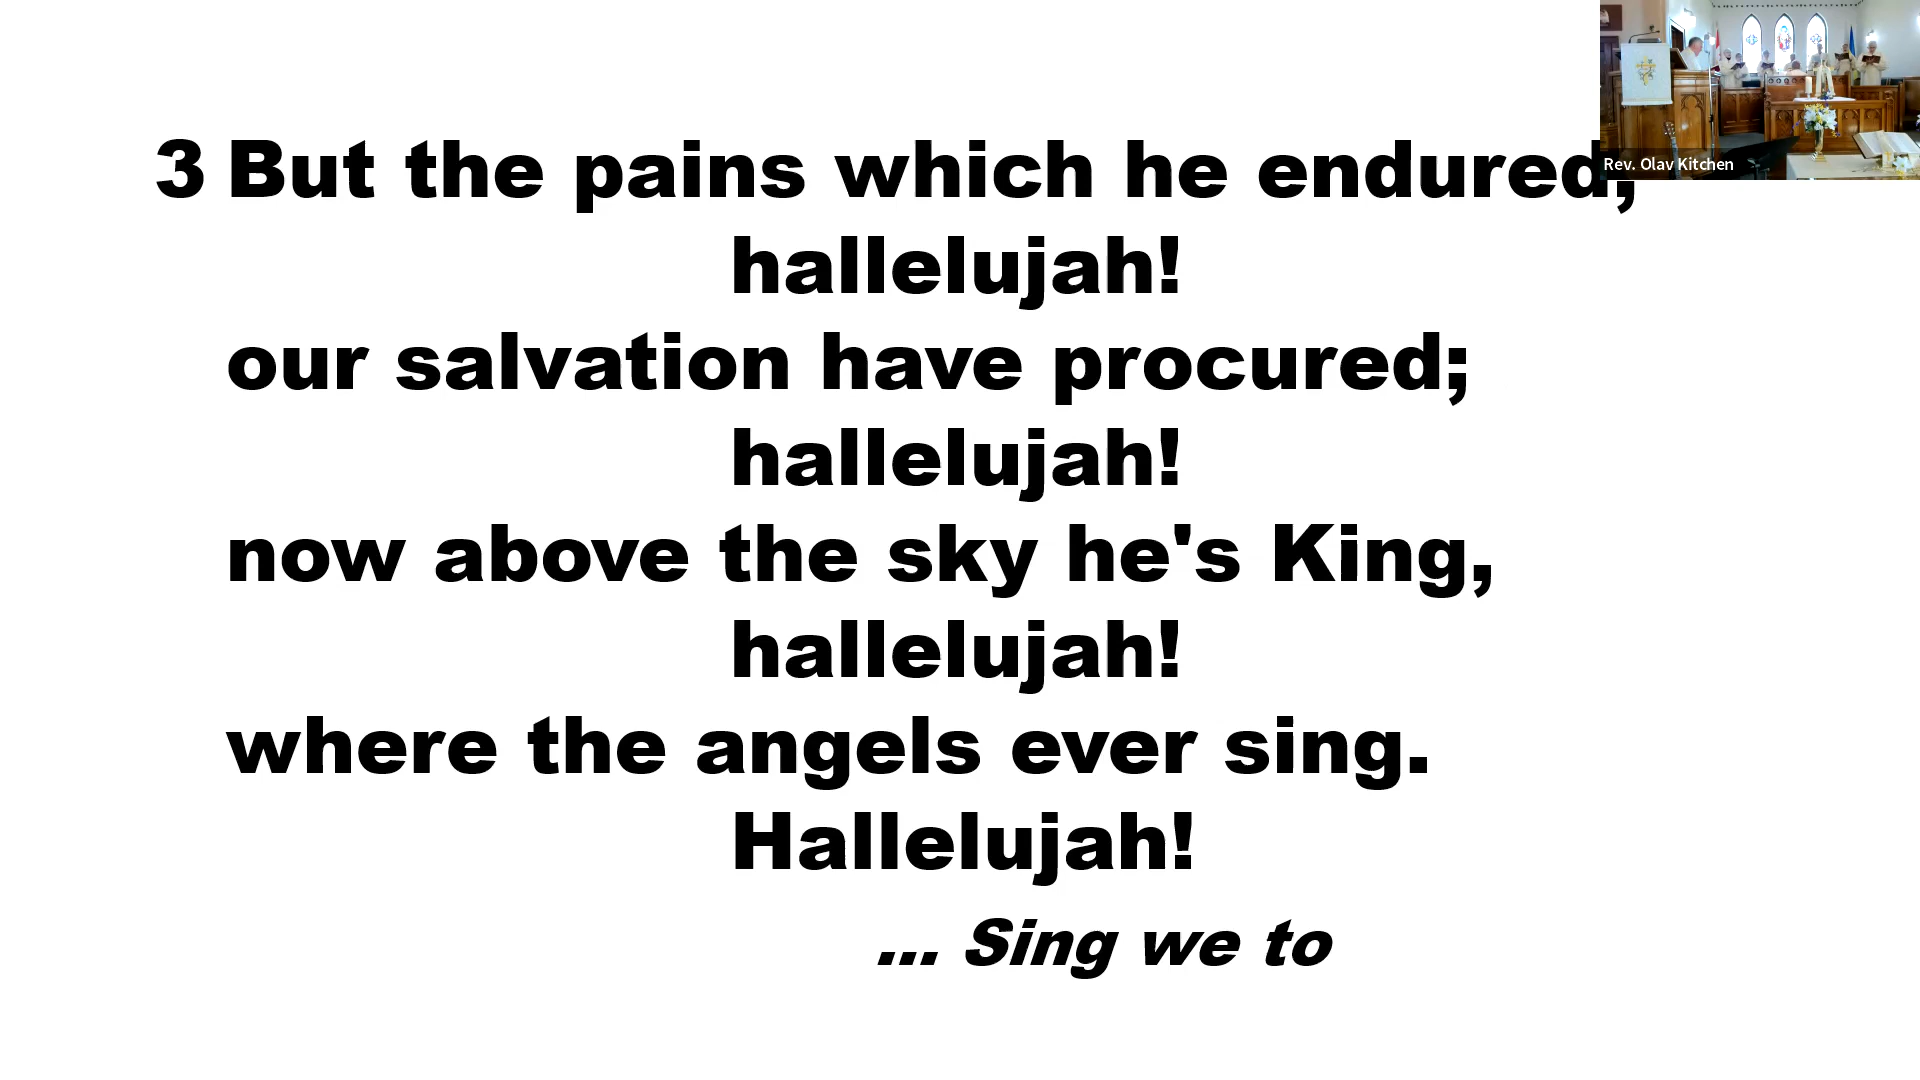 3 But the pains which he endured,
hallelujah!
our salvation have procured;
hallelujah!
now above the sky he's King,
hallelujah!
where the angels ever sing.
Hallelujah!
... Sing we to
Rev. Olav Kitchen